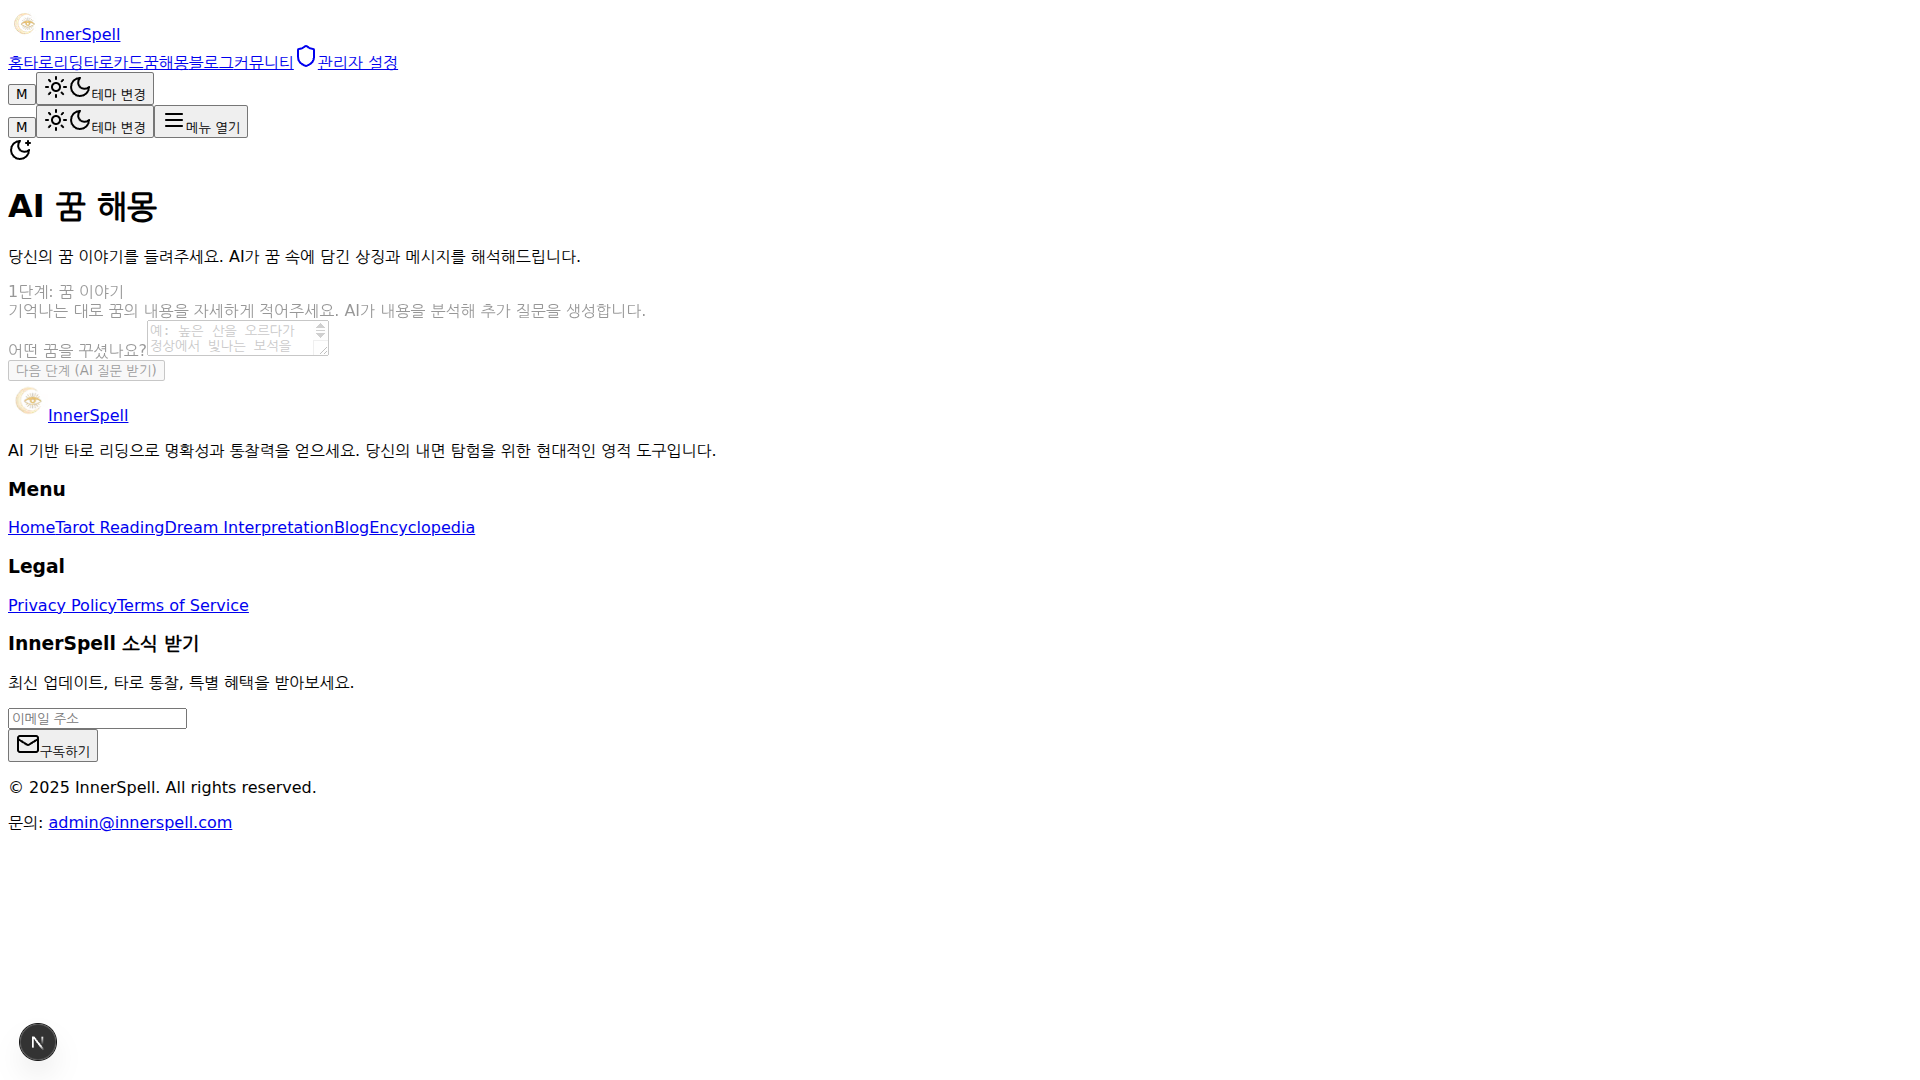 InnerSpell
홈타로리딩타로카드꿈해몽블로그커뮤니티관리자 설정
M 테마 변경
M 테마 변경 메뉴 열기
AI 꿈 해몽
당신의 꿈 이야기를 들려주세요. AI가 꿈 속에 담긴 상징과 메시지를 해석해드립니다.
1단계: 꿈 이야기
기억나는 대로 꿈의 내용을 자세하게 적어주세요. AI가 내용을 분석해 추가 질문을 생성합니다.
어떤 꿈을 꾸셨나요?
예: 높은 산을 오르다가
정상에서 빛나는 보석을
다음 단계 (AI 질문 받기)
InnerSpell
AI 기반 타로 리딩으로 명확성과 통찰력을 얻으세요. 당신의 내면 탐험을 위한 현대적인 영적 도구입니다.
Menu
HomeTarot ReadingDream InterpretationBlogEncyclopedia
Legal
Privacy PolicyTerms of Service
InnerSpell 소식 받기
최신 업데이트, 타로 통찰, 특별 혜택을 받아보세요.
이메일 주소
구독하기
© 2025 InnerSpell. All rights reserved.
문의: admin@innerspell.com
N